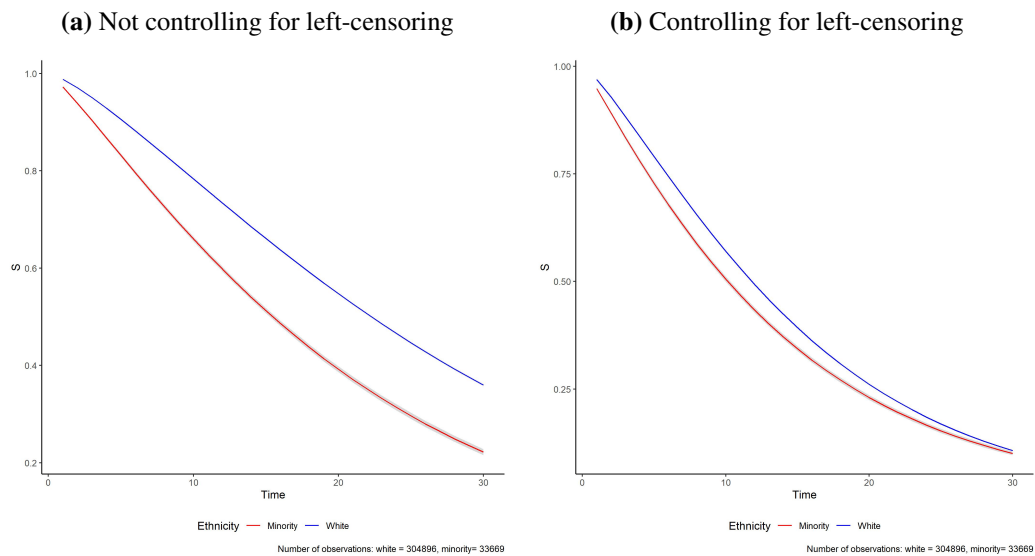 (a) Not controlling for left-censoring
1.0
0.8
0.6
0.4
0.2
S
0
10
20
30
Time
Ethnicity Minority White
Number of observations: white = 304896, minority= 33669
(b) Controlling for left-censoring
1.00
0.75
0.50
0.25
S
0
10
20
30
Time
Ethnicity Minority White
Number of observations: white = 304896, minority= 33669